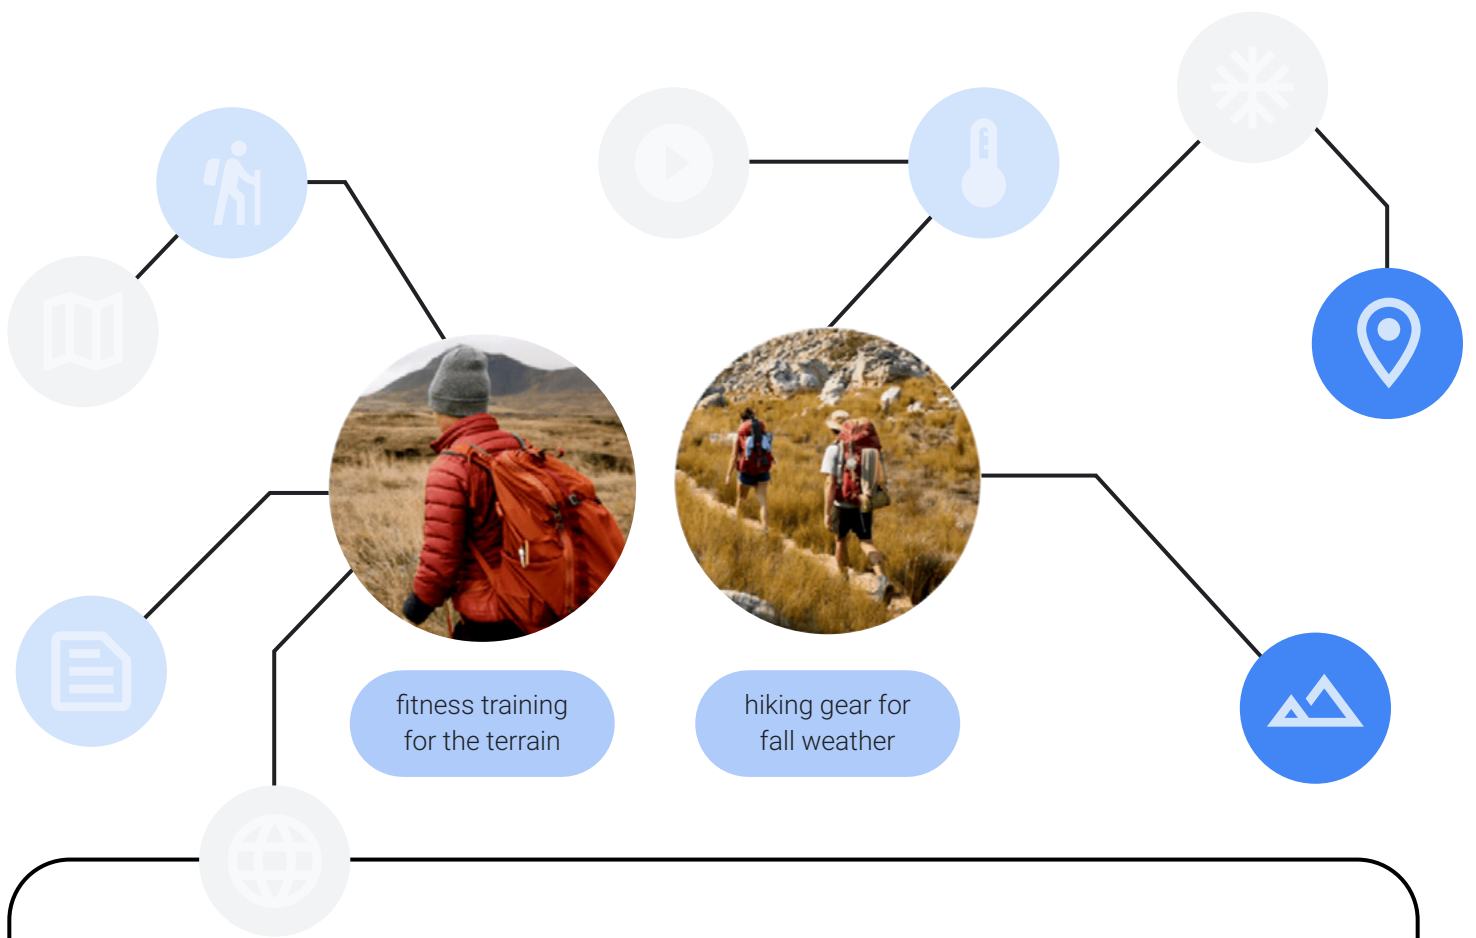 fitness training
for the terrain
hiking gear for
fall weather